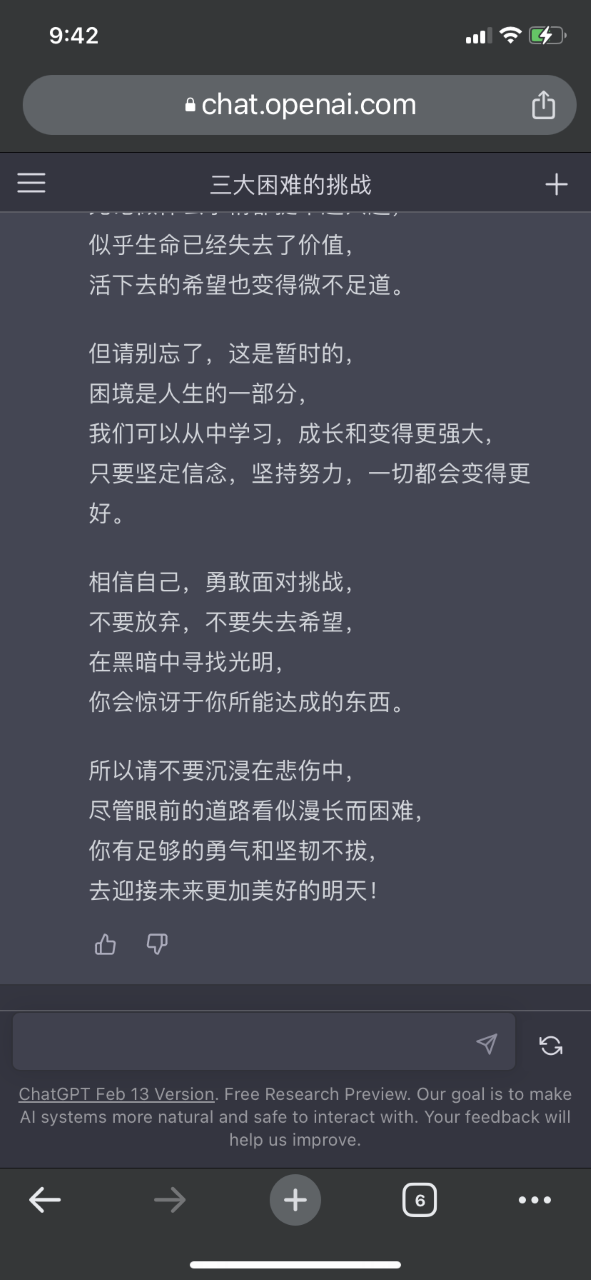 9:42
chat.openai.com
三大困难的挑战
似乎生命已经失去了价值，
活下去的希望也变得微不足道。
但请别忘了，这是暂时的，
困境是人生的一部分，
我们可以从中学习，成长和变得更强大，
只要坚定信念，坚持努力，一切都会变得更
好。
相信自己，勇敢面对挑战，
不要放弃，不要失去希望，
在黑暗中寻找光明，
你会惊讶于你所能达成的东西。
所以请不要沉浸在悲伤中，
尽管眼前的道路看似漫长而困难，
你有足够的勇气和坚韧不拔，
去迎接未来更加美好的明天！
ChatGPT Feb 13 Version. Free Research Preview. Our goal is to make
AI systems more natural and safe to interact with. Your feedback will
help us improve.
6